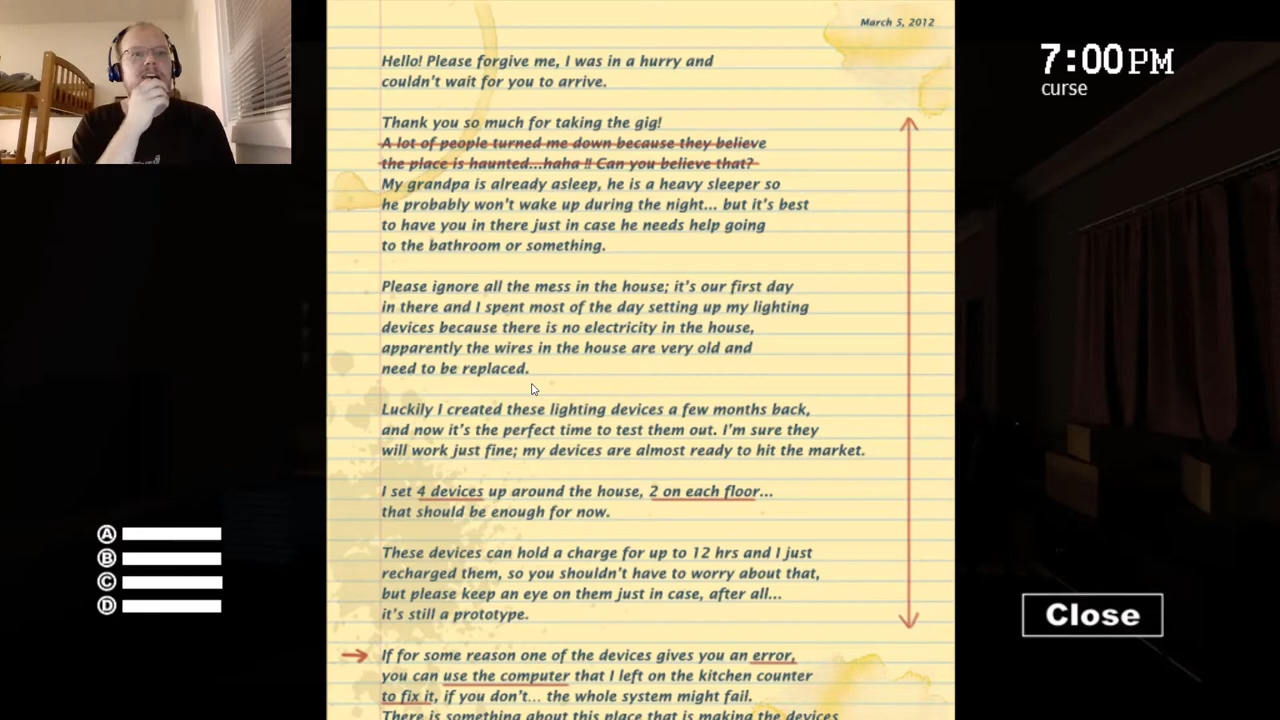 March 5, 2012
7:00 PM
curse
Hello! Please forgive me, I was in a hurry and
couldn't wait for you to arrive.
Thank you so much for taking the gig!
A lot of people turned me down because they believe
the place is haunted...haha !! Can you believe that?
My grandpa is already asleep, he is a heavy sleeper so
he probably won't wake up during the night... but it's best
to have you in there just in case he needs help going
to the bathroom or something.
Please ignore all the mess in the house; it's our first day
in there and I spent most of the day setting up my lighting
devices because there is no electricity in the house,
apparently the wires in the house are very old and
need to be replaced.
Luckily I created these lighting devices a few months back,
and now it's the perfect time to test them out. I'm sure they
will work just fine; my devices are almost ready to hit the market.
I set 4 devices up around the house, 2 on each floor...
that should be enough for now.
These devices can hold a charge for up to 12 hrs and I just
recharged them, so you shouldn't have to worry about that,
but please keep an eye on them just in case, after all...
it's still a prototype.
If for some reason one of the devices gives you an error,
you can use the computer that I left on the kitchen counter
to fix it, if you don't... the whole system might fail.
There is something about this place that is making the devices
A
B
C
D
Close